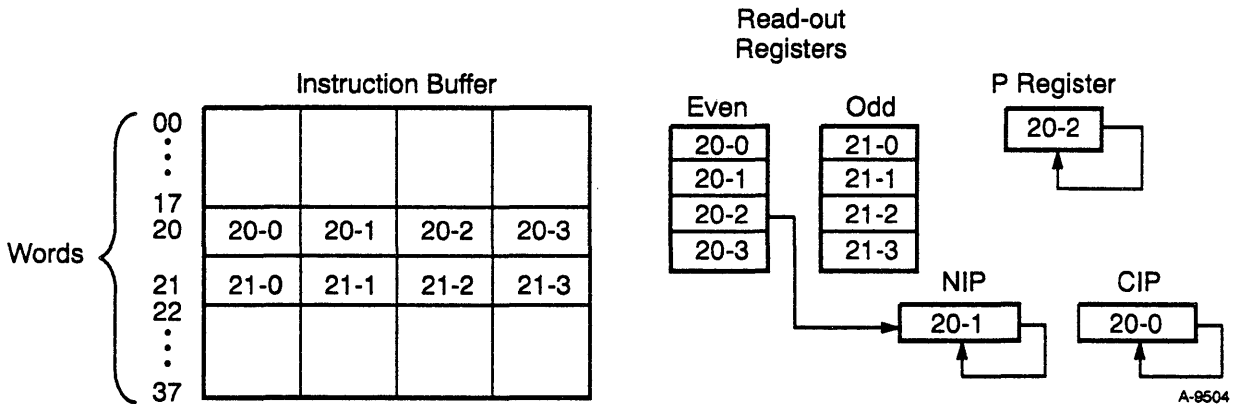 Read-out
Registers
Instruction Buffer
P Register
Even
Odd
00
20-0
21-0
20-2
20-1
21-1
17
20-2
21-2
Words
20
20-0
20-1
20-2
20-3
20-3
21-3
21
21-0
21-1
21-2
21-3
NIP
CIP
22
20-1
20-0
37
A-9504